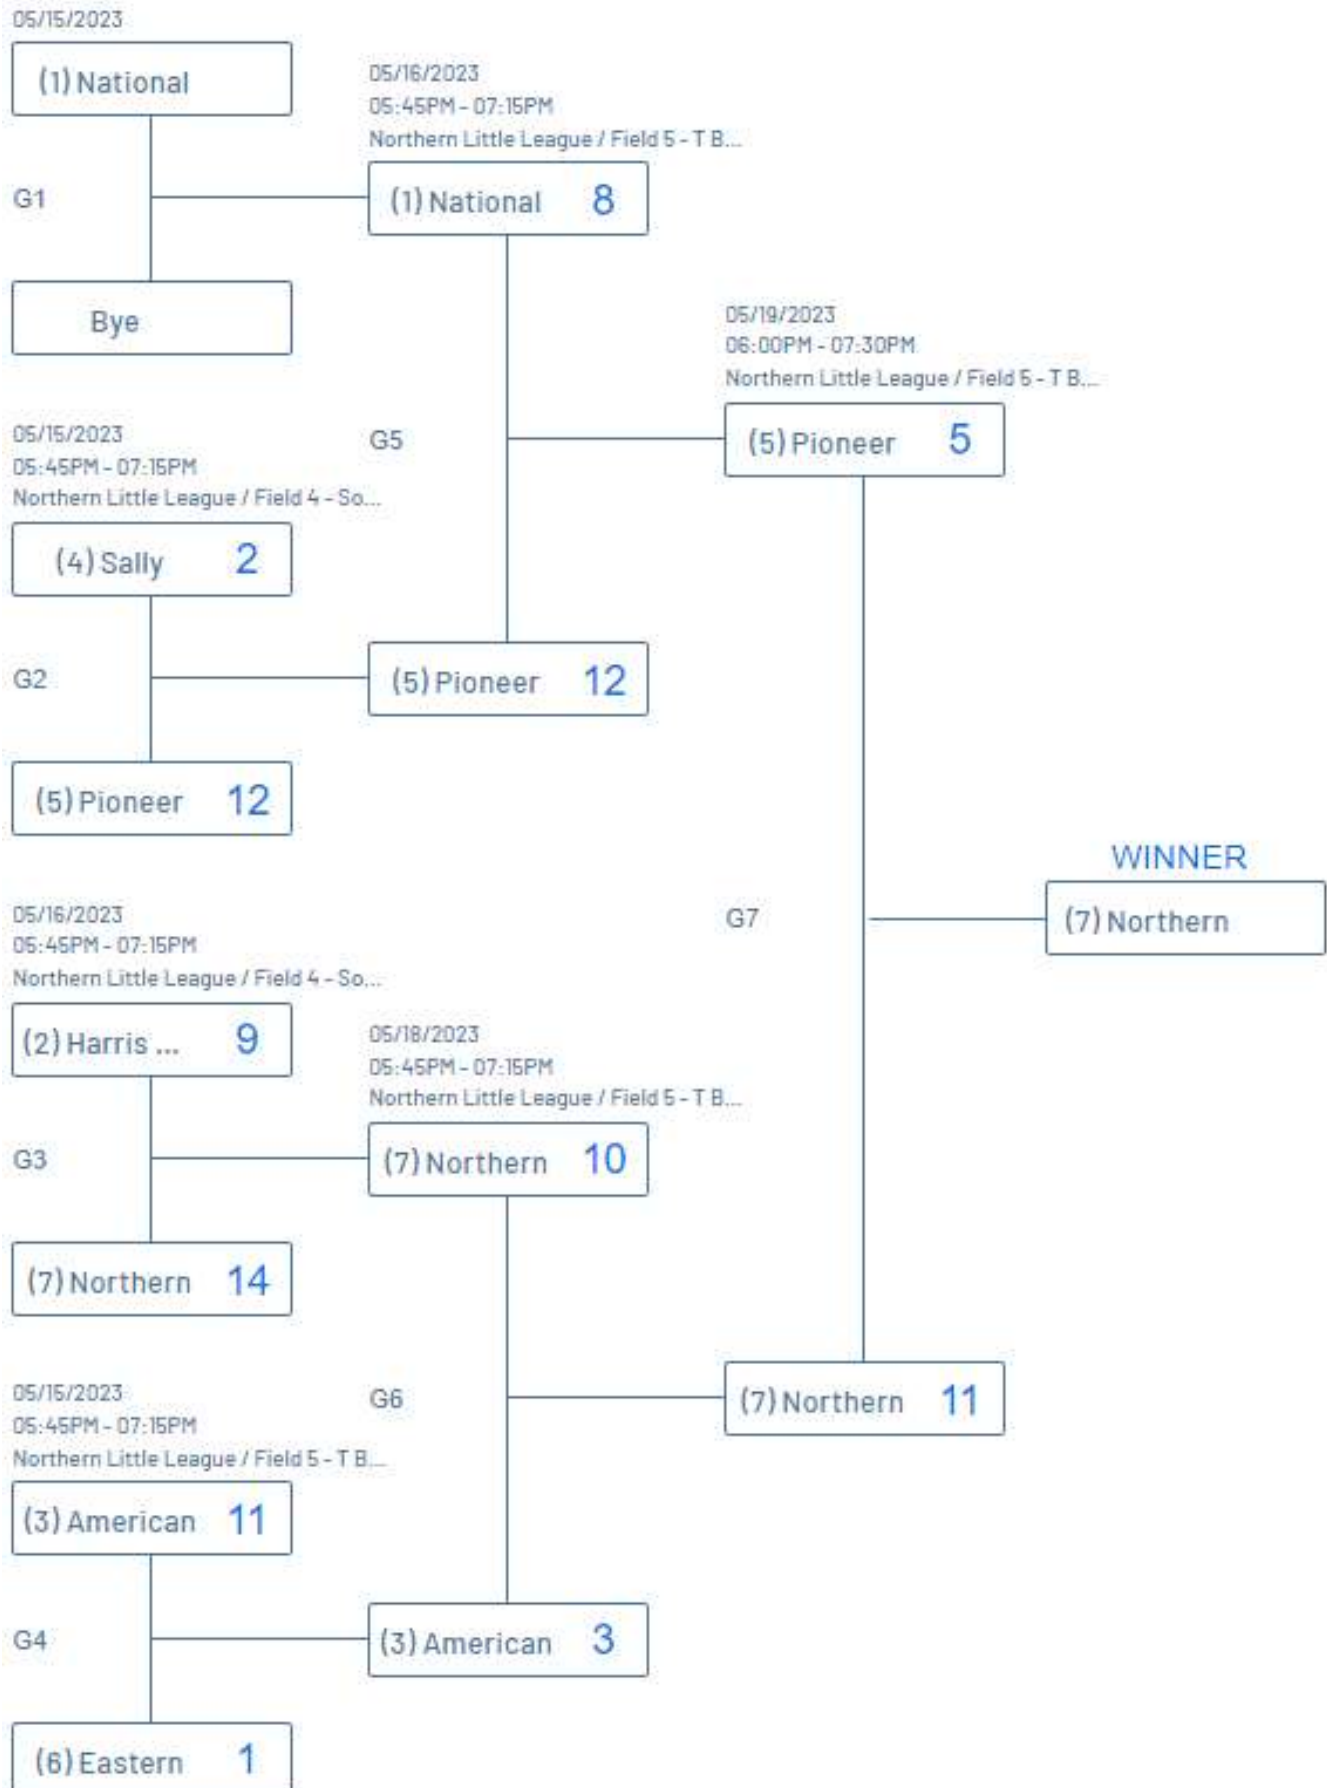 05/15/2023
(1) National
G1
Bye
05/16/2023
05:45PM - 07:15PM
Northern Little League / Field 5 - T B...
(1) National 8
05/15/2023
05:45PM - 07:15PM
Northern Little League / Field 4 - So...
(4) Sally 2
G2
(5) Pioneer 12
G5
(5) Pioneer 12
05/19/2023
06:00PM - 07:30PM
Northern Little League / Field 5 - T B...
(5) Pioneer 5
05/16/2023
05:45PM - 07:15PM
Northern Little League / Field 4 - So...
(2) Harris ... 9
G3
(7) Northern 14
05/18/2023
05:45PM - 07:15PM
Northern Little League / Field 5 - T B...
(7) Northern 10
05/15/2023
05:45PM - 07:15PM
Northern Little League / Field 5 - T B...
(3) American 11
G4
(6) Eastern 1
G6
(3) American 3
G7
(7) Northern 11
WINNER
(7) Northern